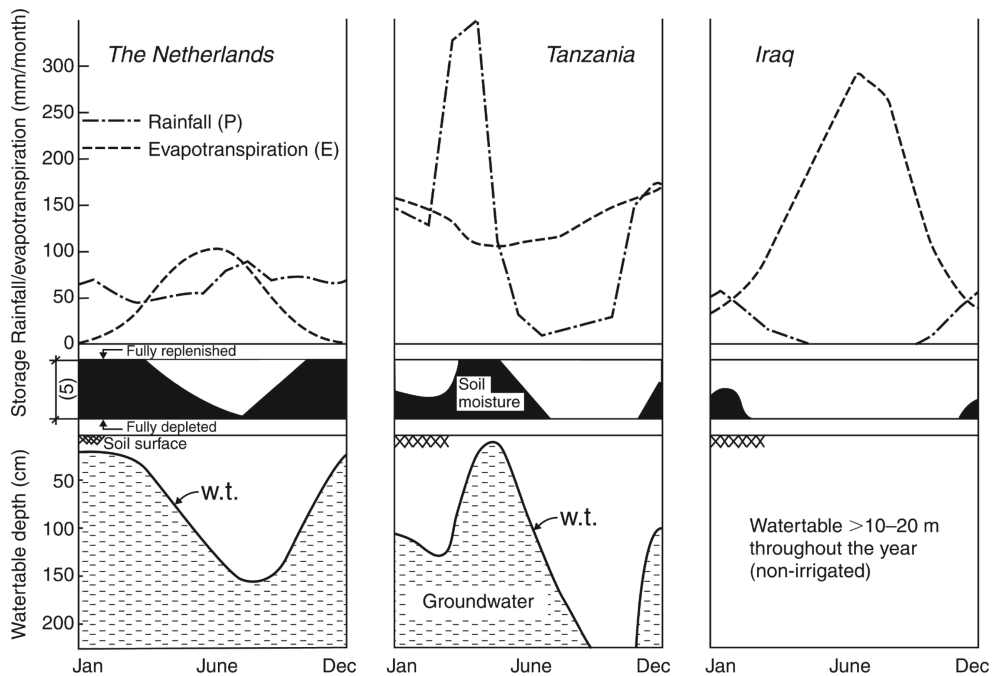 Storage Rainfall/evapotranspiration (mm/month)
The Netherlands
Tanzania
Iraq
300
250
200
150
100
50
0
Rainfall (P)
Evapotranspiration (E)
Fully replenished
(5)
Soil
moisture
Fully depleted
Soil surface
Watertable depth (cm)
50
100
150
200
w.t.
w.t.
Groundwater
Watertable >10–20 m
throughout the year
(non-irrigated)
Jan June Dec
Jan June Dec
Jan June Dec